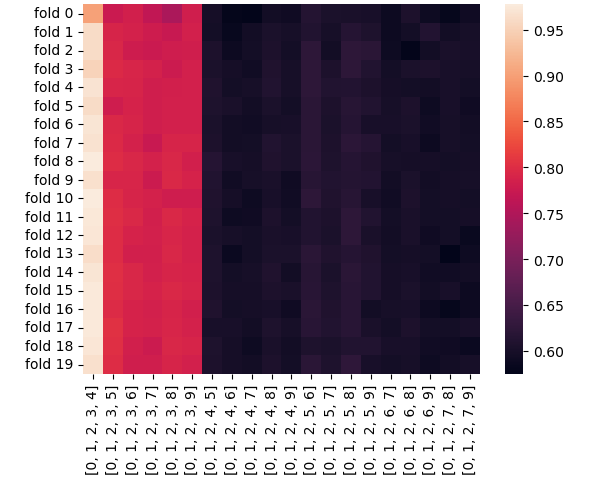 fold 0
fold 1
fold 2
fold 3
fold 4
fold 5
fold 6
fold 7
fold 8
fold 9
fold 10
fold 11
fold 12
fold 13
fold 14
fold 15
fold 16
fold 17
fold 18
fold 19
[0, 1, 2, 3, 4]
[0, 1, 2, 3, 5]
[0, 1, 2, 3, 6]
[0, 1, 2, 3, 7]
[0, 1, 2, 3, 8]
[0, 1, 2, 3, 9]
[0, 1, 2, 4, 5]
[0, 1, 2, 4, 6]
[0, 1, 2, 4, 7]
[0, 1, 2, 4, 8]
[0, 1, 2, 4, 9]
[0, 1, 2, 5, 6]
[0, 1, 2, 5, 7]
[0, 1, 2, 5, 8]
[0, 1, 2, 5, 9]
[0, 1, 2, 6, 7]
[0, 1, 2, 6, 8]
[0, 1, 2, 6, 9]
[0, 1, 2, 7, 8]
[0, 1, 2, 7, 9]
0.95
0.90
0.85
0.80
0.75
0.70
0.65
0.60